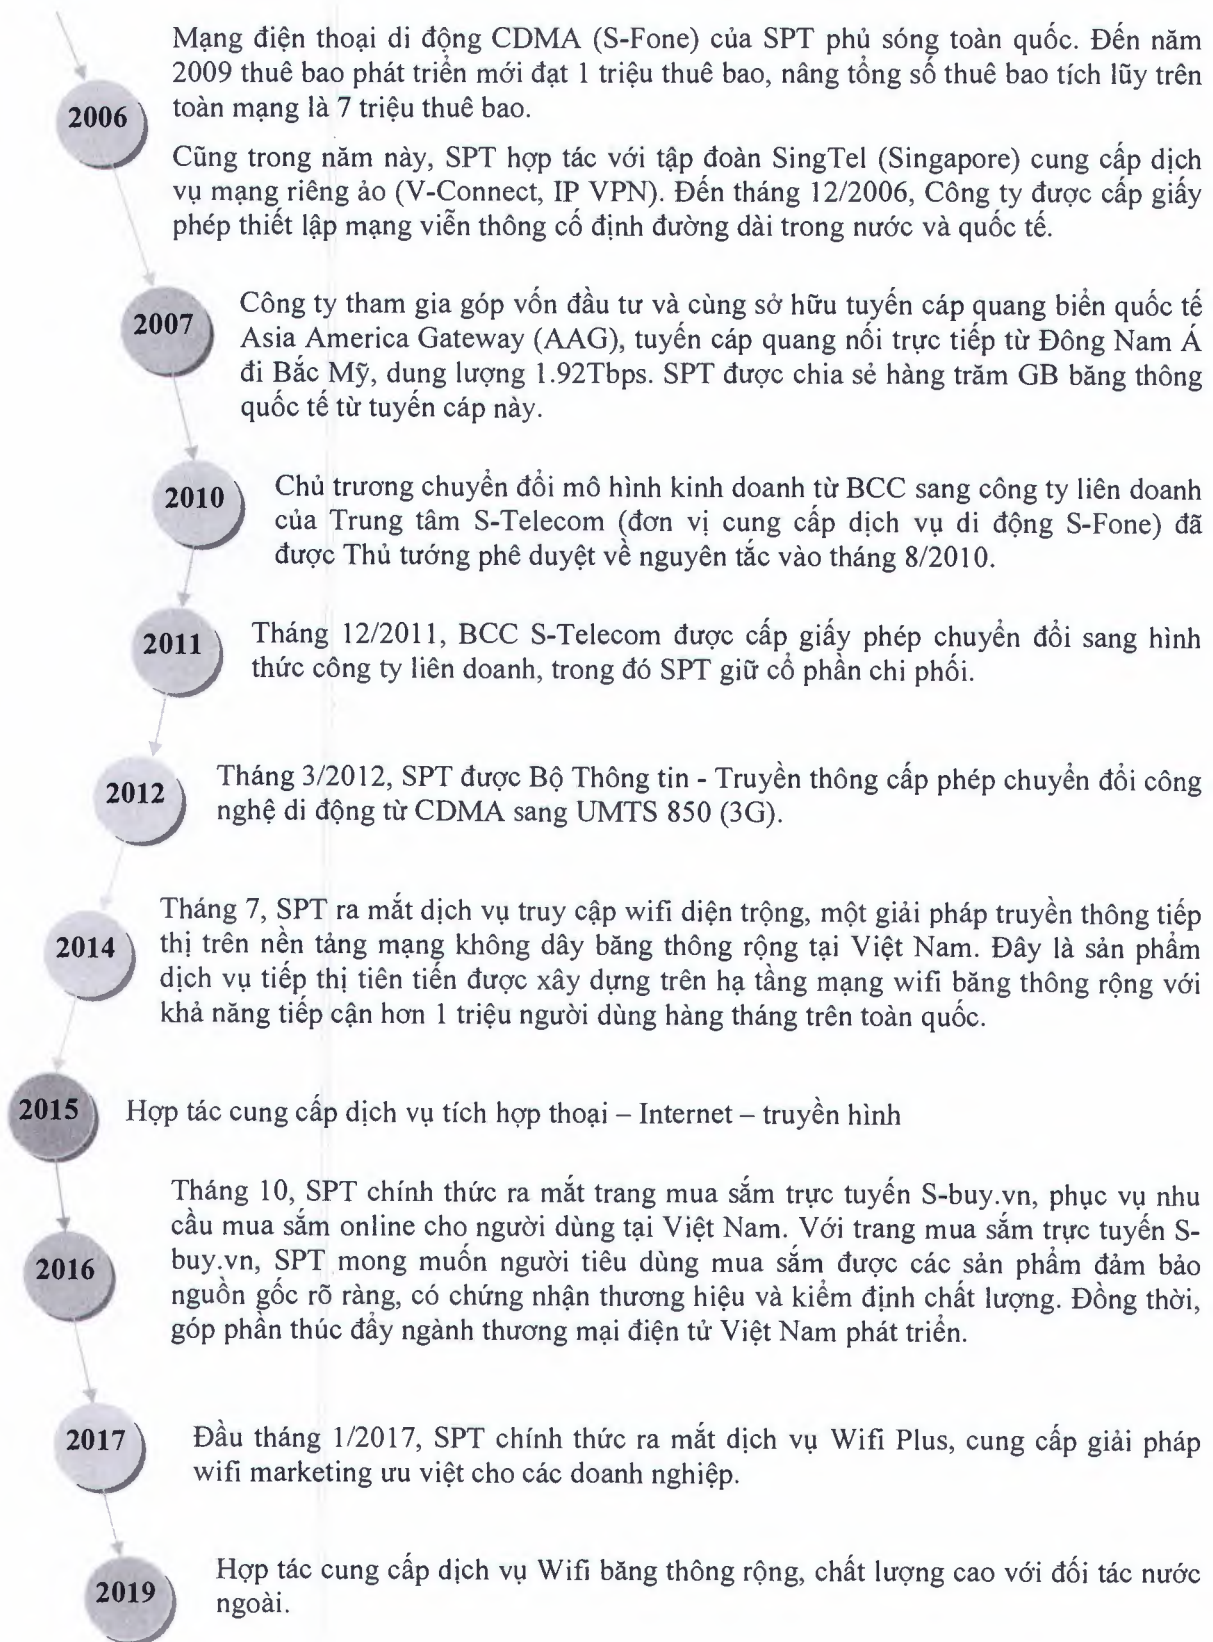 Mạng điện thoại di động CDMA (S-Fone) của SPT phủ sóng toàn quốc. Đến năm
2009 thuê bao phát triển mới đạt 1 triệu thuê bao, nâng tổng số thuê bao tích lũy trên
toàn mạng là 7 triệu thuê bao.
2006
Cũng trong năm này, SPT hợp tác với tập đoàn SingTel (Singapore) cung cấp dịch
vụ mạng riêng ảo (V-Connect, IP VPN). Đến tháng 12/2006, Công ty được cấp giấy
phép thiết lập mạng viễn thông cố định đường dài trong nước và quốc tế.
2007
Công ty tham gia góp vốn đầu tư và cùng sở hữu tuyến cáp quang biển quốc tế
Asia America Gateway (AAG), tuyến cáp quang nối trực tiếp từ Đông Nam Á
đi Bắc Mỹ, dung lượng 1.92Tbps. SPT được chia sẻ hàng trăm GB băng thông
quốc tế từ tuyến cáp này.
2010
Chủ trương chuyển đổi mô hình kinh doanh từ BCC sang công ty liên doanh
của Trung tâm S-Telecom (đơn vị cung cấp dịch vụ di động S-Fone) đã
được Thủ tướng phê duyệt về nguyên tắc vào tháng 8/2010.
2011
Tháng 12/2011, BCC S-Telecom được cấp giấy phép chuyển đổi sang hình
thức công ty liên doanh, trong đó SPT giữ cổ phần chi phối.
2012
Tháng 3/2012, SPT được Bộ Thông tin - Truyền thông cấp phép chuyển đổi công
nghệ di động từ CDMA sang UMTS 850 (3G).
2014
Tháng 7, SPT ra mắt dịch vụ truy cập wifi diện trộng, một giải pháp truyền thông tiếp
thị trên nền tảng mạng không dây băng thông rộng tại Việt Nam. Đây là sản phẩm
dịch vụ tiếp thị tiên tiến được xây dựng trên hạ tầng mạng wifi băng thông rộng với
khả năng tiếp cận hơn 1 triệu người dùng hàng tháng trên toàn quốc.
2015
Hợp tác cung cấp dịch vụ tích hợp thoại – Internet – truyền hình
2016
Tháng 10, SPT chính thức ra mắt trang mua sắm trực tuyến S-buy.vn, phục vụ nhu
cầu mua sắm online cho người dùng tại Việt Nam. Với trang mua sắm trực tuyến S-
buy.vn, SPT mong muốn người tiêu dùng mua sắm được các sản phẩm đảm bảo
nguồn gốc rõ ràng, có chứng nhận thương hiệu và kiểm định chất lượng. Đồng thời,
góp phần thúc đẩy ngành thương mại điện tử Việt Nam phát triển.
2017
Đầu tháng 1/2017, SPT chính thức ra mắt dịch vụ Wifi Plus, cung cấp giải pháp
wifi marketing ưu việt cho các doanh nghiệp.
2019
Hợp tác cung cấp dịch vụ Wifi băng thông rộng, chất lượng cao với đối tác nước
ngoài.